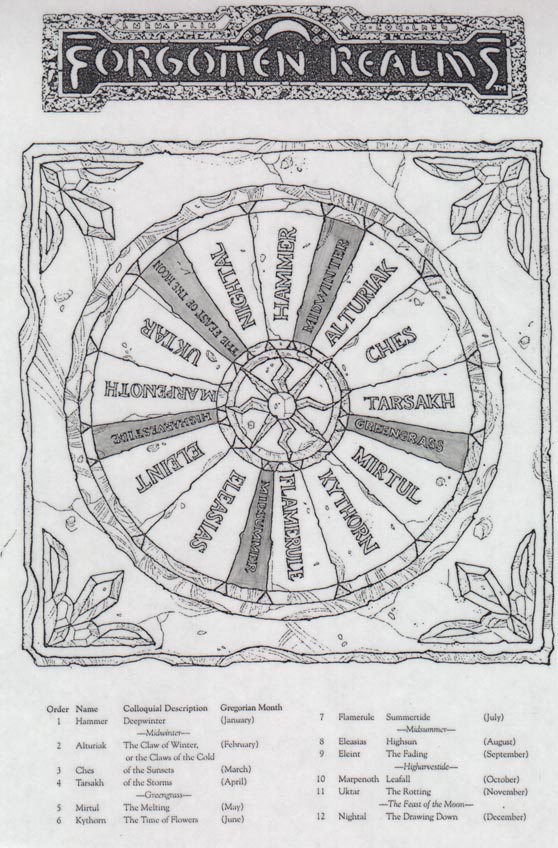 FORGOTTEN REALMS
TM
HAMMER
MIDWINTER
ALTURIAK
CHES
TARSAKH
GREENGRASS
MIRTUL
KYTHORN
FLAMERULE
MIDSUMMER
ELEASIAS
ELEINT
HIGHARVESTIDE
MARPENOTH
UKTAR
THE FEAST OF THE MOON
NIGHTAL
Order Name Colloquial Description Gregorian Month
1 Hammer Deepwinter (January)
—Midwinter—
2 Alturiak The Claw of Winter, (February)
or the Claws of the Cold
3 Ches of the Sunsets (March)
4 Tarsakh of the Storms (April)
—Greengrass—
5 Mirtul The Melting (May)
6 Kythorn The Time of Flowers (June)
7 Flamerule Summertide (July)
—Midsummer—
8 Eleasias Highsun (August)
9 Eleint The Fading (September)
—Higharvestide—
10 Marpenoth Leafall (October)
11 Uktar The Rotting (November)
—The Feast of the Moon—
12 Nightal The Drawing Down (December)